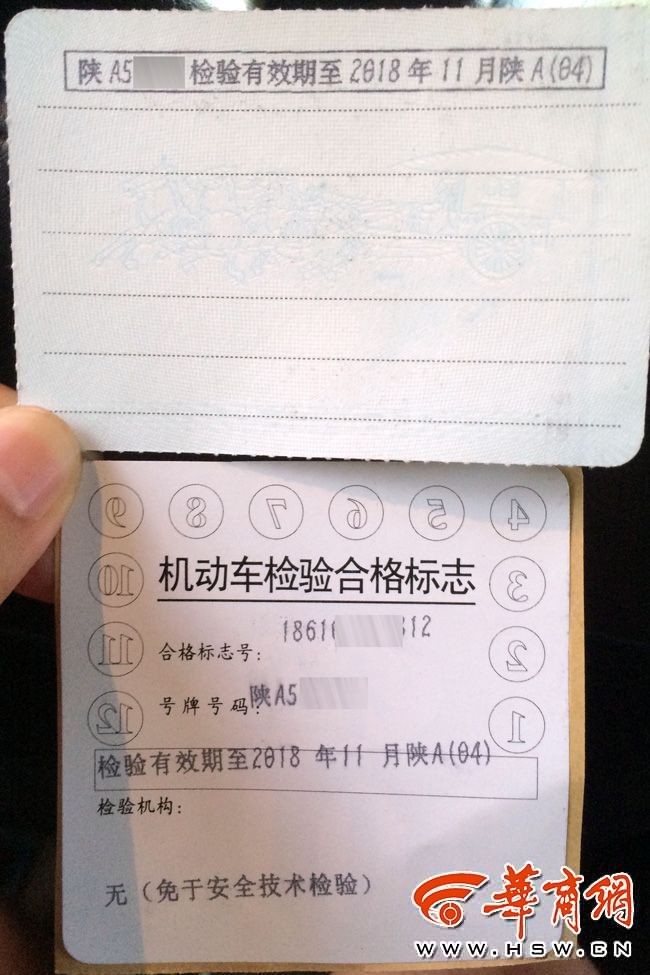 陕A5 检验有效期至2018年11月陕A(04)
9 8 7 6 5 4
10 机动车检验合格标志 3
1861 12
11 合格标志号: 2
12 号牌号码: 陕A5 1
检验有效期至2018 年11 月陕A(04)
检验机构:
无（免于安全技术检验）
華商網
WWW.HSW.CN